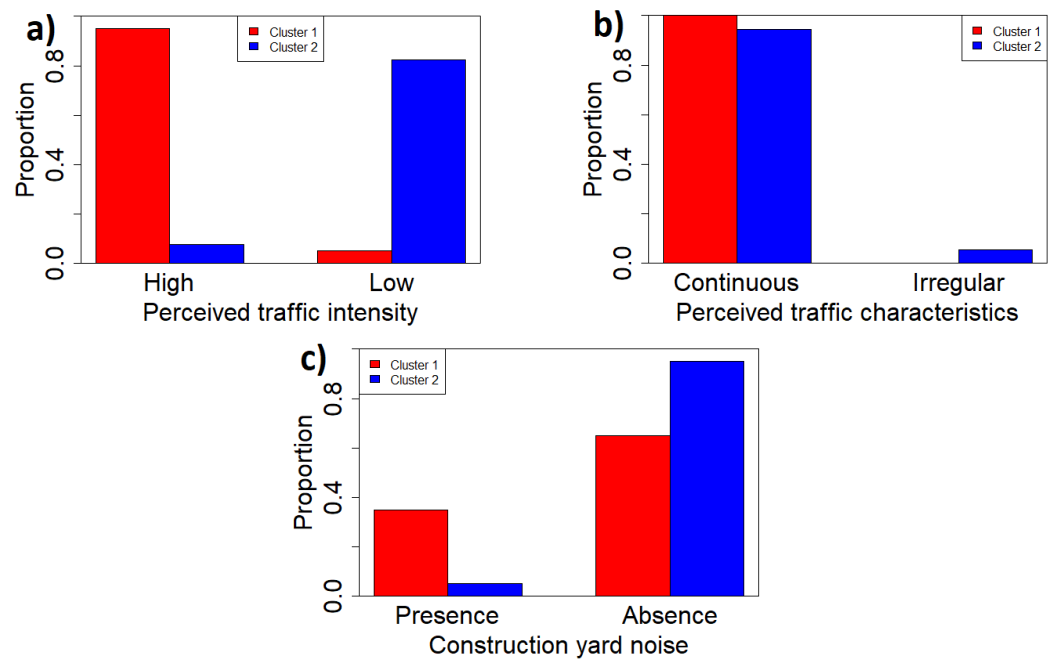 a)
Cluster 1
Cluster 2
Proportion
0.0 0.4 0.8
High Low
Perceived traffic intensity
b)
Cluster 1
Cluster 2
Proportion
0.0 0.4 0.8
Continuous Irregular
Perceived traffic characteristics
c)
Cluster 1
Cluster 2
Proportion
0.0 0.4 0.8
Presence Absence
Construction yard noise